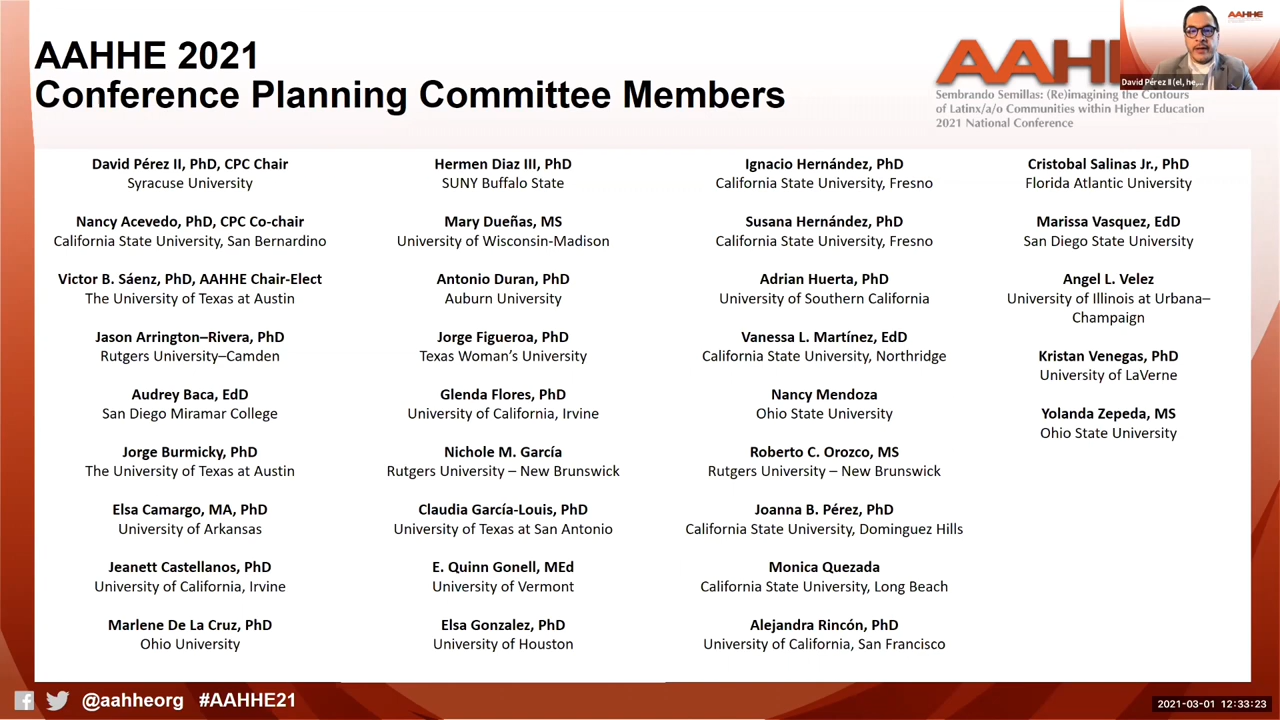 AAHHE 2021
Conference Planning Committee Members
AAHHE
David Pérez II (el, he,...
Sembrando Semillas: (Re)imagining the Contours
of Latinx/a/o Communities within Higher Education
2021 National Conference
David Pérez II, PhD, CPC Chair
Syracuse University
Nancy Acevedo, PhD, CPC Co-chair
California State University, San Bernardino
Victor B. Sáenz, PhD, AAHHE Chair-Elect
The University of Texas at Austin
Jason Arrington–Rivera, PhD
Rutgers University–Camden
Audrey Baca, EdD
San Diego Miramar College
Jorge Burmicky, PhD
The University of Texas at Austin
Elsa Camargo, MA, PhD
University of Arkansas
Jeanett Castellanos, PhD
University of California, Irvine
Marlene De La Cruz, PhD
Ohio University
Hermen Diaz III, PhD
SUNY Buffalo State
Mary Dueñas, MS
University of Wisconsin-Madison
Antonio Duran, PhD
Auburn University
Jorge Figueroa, PhD
Texas Woman’s University
Glenda Flores, PhD
University of California, Irvine
Nichole M. García
Rutgers University – New Brunswick
Claudia García-Louis, PhD
University of Texas at San Antonio
E. Quinn Gonell, MEd
University of Vermont
Elsa Gonzalez, PhD
University of Houston
Ignacio Hernández, PhD
California State University, Fresno
Susana Hernández, PhD
California State University, Fresno
Adrian Huerta, PhD
University of Southern California
Vanessa L. Martínez, EdD
California State University, Northridge
Nancy Mendoza
Ohio State University
Roberto C. Orozco, MS
Rutgers University – New Brunswick
Joanna B. Pérez, PhD
California State University, Dominguez Hills
Monica Quezada
California State University, Long Beach
Alejandra Rincón, PhD
University of California, San Francisco
Cristobal Salinas Jr., PhD
Florida Atlantic University
Marissa Vasquez, EdD
San Diego State University
Angel L. Velez
University of Illinois at Urbana–
Champaign
Kristan Venegas, PhD
University of LaVerne
Yolanda Zepeda, MS
Ohio State University
@aahheorg #AAHHE21
2021-03-01 12:33:23